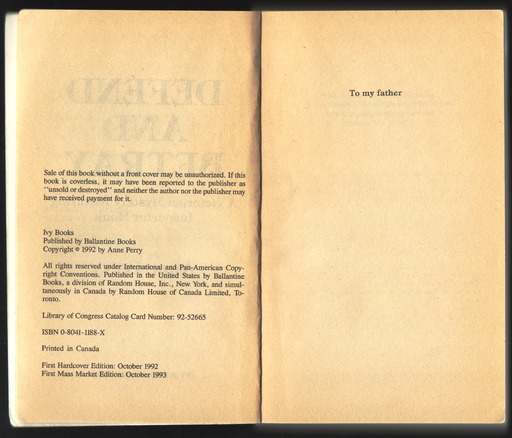 DEFEND
AND
BETRAY
Sale of this book without a front cover may be unauthorized. If this
book is coverless, it may have been reported to the publisher as
"unsold or destroyed" and neither the author nor the publisher may
have received payment for it.
Ivy Books
Published by Ballantine Books
Copyright © 1992 by Anne Perry
All rights reserved under International and Pan-American Copy-
right Conventions. Published in the United States by Ballantine
Books, a division of Random House, Inc., New York, and simul-
taneously in Canada by Random House of Canada Limited, To-
ronto.
Library of Congress Catalog Card Number: 92-52665
ISBN 0-8041-1188-X
Printed in Canada
First Hardcover Edition: October 1992
First Mass Market Edition: October 1993
To my father